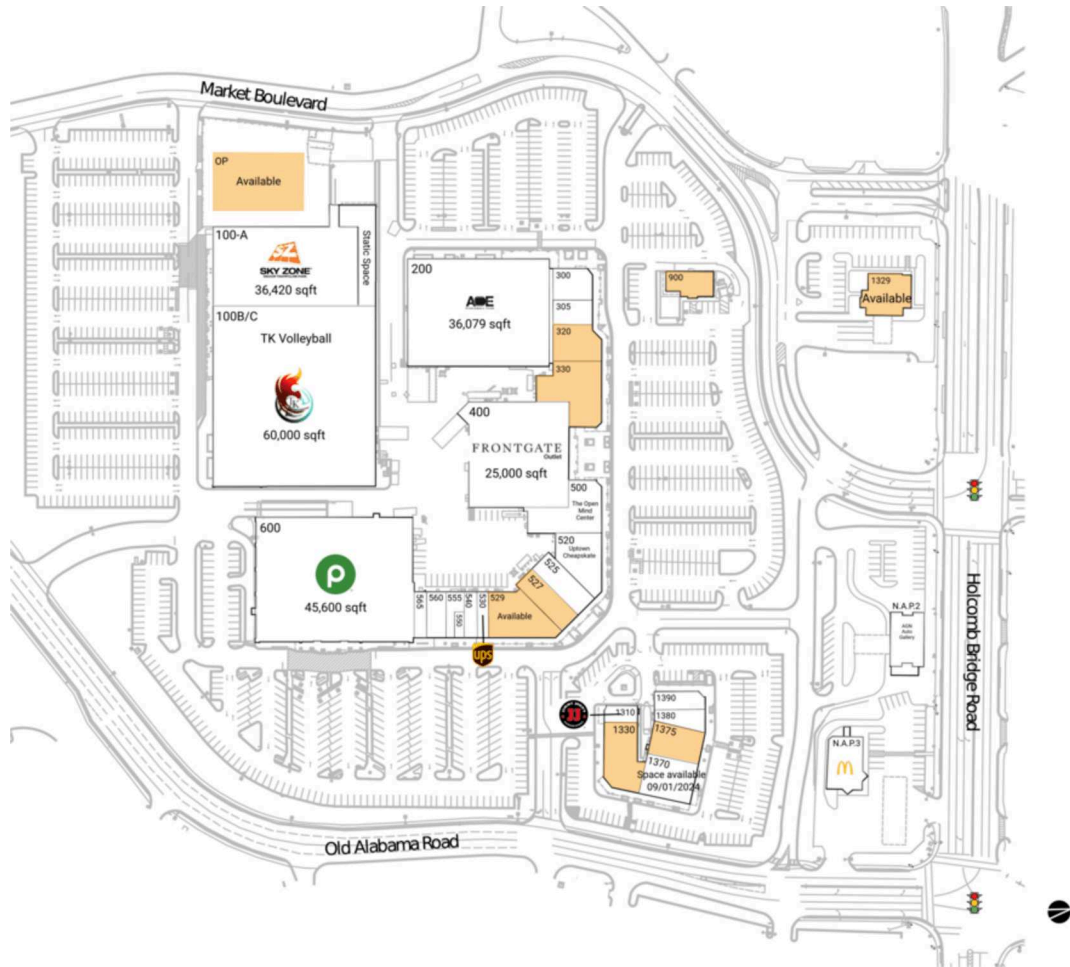 Market Boulevard
OP
Available
100-A
SKY ZONE
36,420 sqft
Static Space
100B/C
TK Volleyball
60,000 sqft
200
36,079 sqft
300
305
320
330
900
1329
Available
400
FRONTGATE
Outlet
25,000 sqft
500
The Open
Mind
Center
520
Uptown
Cheapskate
525
527
529
Available
600
45,600 sqft
565
560
555
550
540
530
ups
N.A.P.2
AGN
Auto
Gallery
Holcomb Bridge Road
1310
1330
1390
1380
1375
1370
Space available
09/01/2024
N.A.P.3
Old Alabama Road